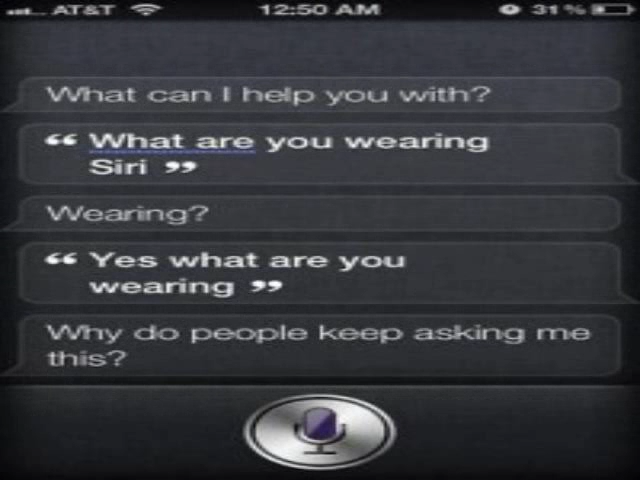 AT&T 12:50 AM 31%
What can I help you with?
“ What are you wearing
Siri ”
Wearing?
“ Yes what are you
wearing ”
Why do people keep asking me
this?